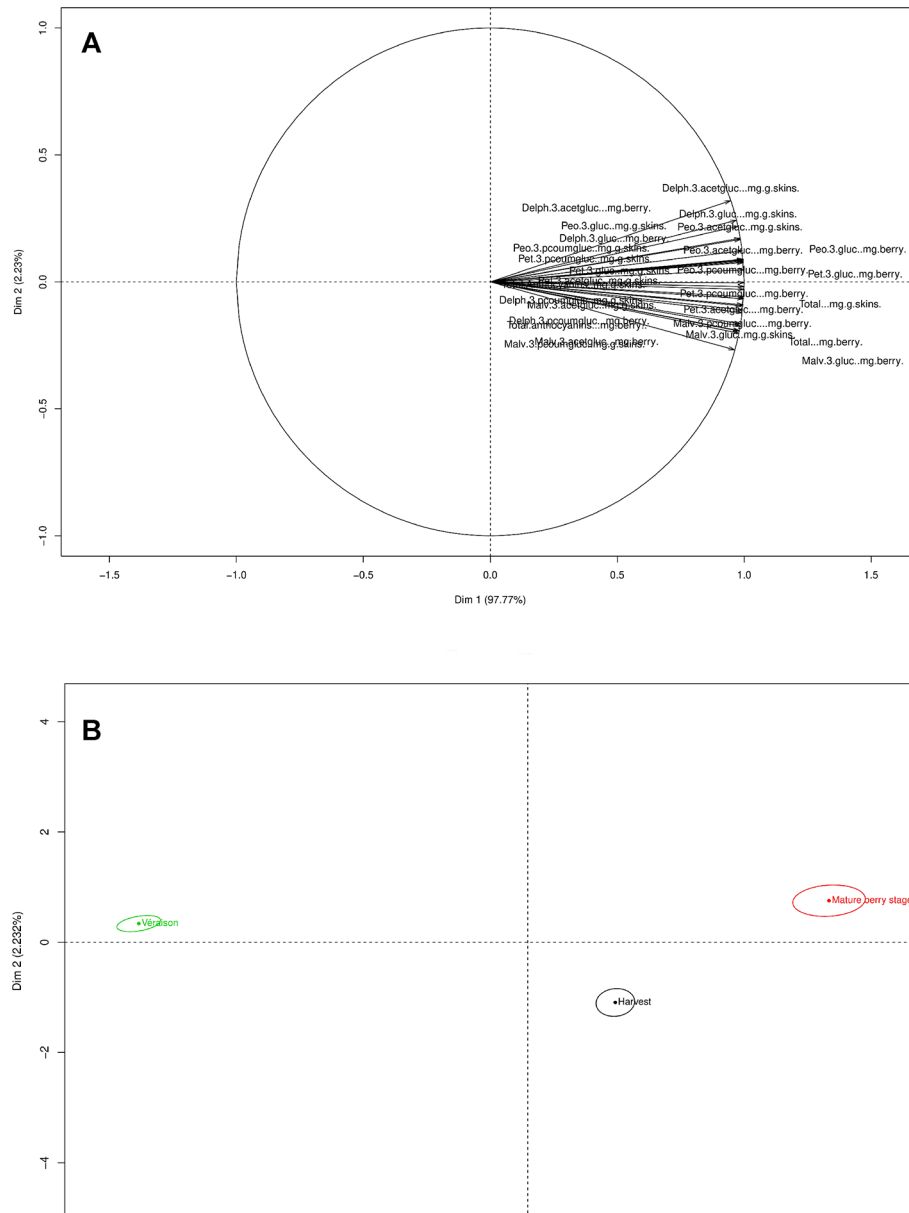 A
1.0
0.5
0.0
−0.5
−1.0
Dim 2 (2.23%)
Delph.3.acetgluc...mg.g.skins.
Delph.3.acetgluc...mg.berry.
Delph.3.gluc...mg.g.skins.
Peo.3.gluc...mg.g.skins.
Peo.3.acetgluc...mg.g.skins.
Delph.3.gluc...mg.berry.
Peo.3.pcoumgluc...mg.g.skins.
Peo.3.acetgluc...mg.berry.
Peo.3.gluc...mg.berry.
Pet.3.pcoumgluc...mg.g.skins.
Pet.3.gluc...mg.g.skins.
Peo.3.pcoumgluc...mg.berry.
Pet.3.gluc...mg.berry.
Pet.3.acetgluc...mg.g.skins.
Delph.3.pcoumgluc...mg.g.skins.
Pet.3.pcoumgluc...mg.berry.
Malv.3.acetgluc...mg.g.skins.
Total...mg.g.skins.
Pet.3.acetgluc....mg.berry.
Delph.3.pcoumgluc...mg.berry.
Total.anthocyanins...mg.berry..
Malv.3.pcoumgluc....mg.berry.
Malv.3.gluc..mg.g.skins.
Malv.3.acetgluc...mg.berry.
Malv.3.pcoumgluc..mg.g.skins.
Total...mg.berry.
Malv.3.gluc...mg.berry.
−1.5
−1.0
−0.5
0.0
0.5
1.0
1.5
Dim 1 (97.77%)
B
4
2
0
−2
−4
Dim 2 (2.232%)
Véraison
Mature berry stage
Harvest